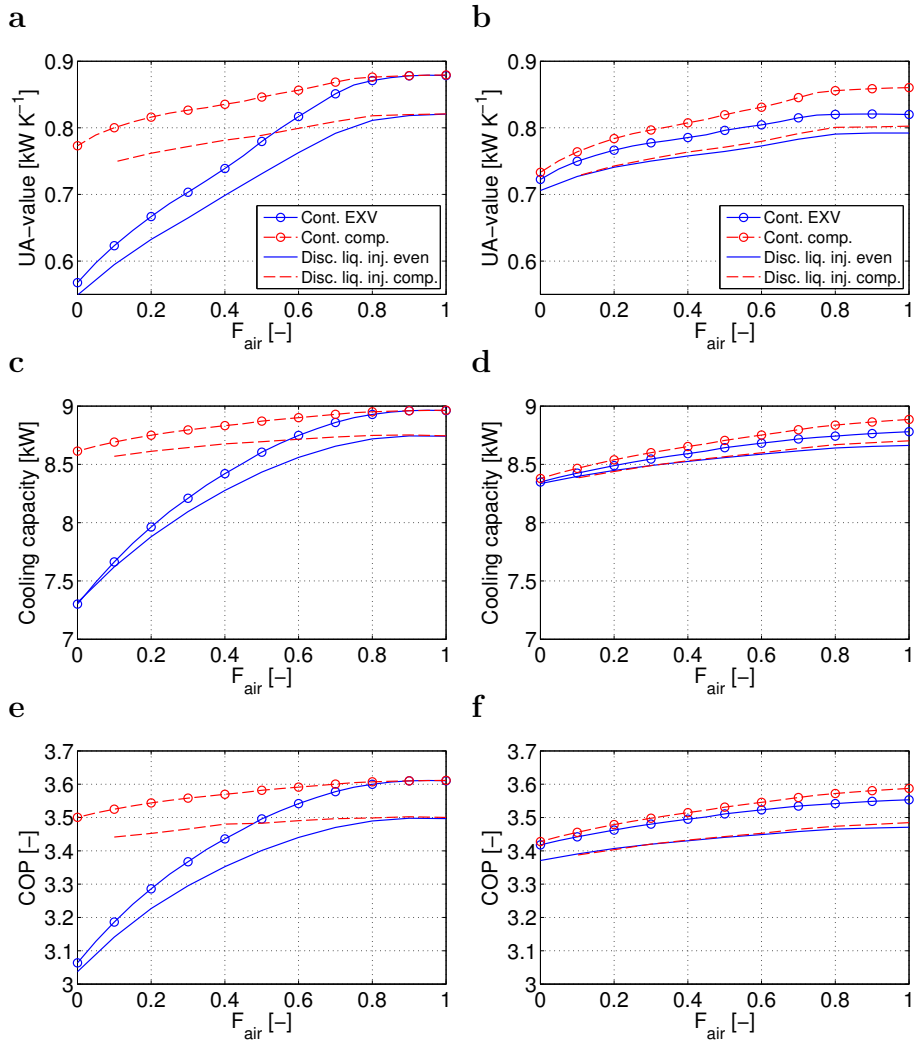 a
b
0.9
0.8
0.7
0.6
UA−value [kW K−1]
0
0.2
0.4
0.6
0.8
1
Fair [−]
Cont. EXV
Cont. comp.
Disc. liq. inj. even
Disc. liq. inj. comp.
0.9
0.8
0.7
0.6
UA−value [kW K−1]
0
0.2
0.4
0.6
0.8
1
Fair [−]
Cont. EXV
Cont. comp.
Disc. liq. inj. even
Disc. liq. inj. comp.
c
d
9
8.5
8
7.5
7
Cooling capacity [kW]
0
0.2
0.4
0.6
0.8
1
Fair [−]
9
8.5
8
7.5
7
Cooling capacity [kW]
0
0.2
0.4
0.6
0.8
1
Fair [−]
e
f
3.7
3.6
3.5
3.4
3.3
3.2
3.1
3
COP [−]
0
0.2
0.4
0.6
0.8
1
Fair [−]
3.7
3.6
3.5
3.4
3.3
3.2
3.1
3
COP [−]
0
0.2
0.4
0.6
0.8
1
Fair [−]